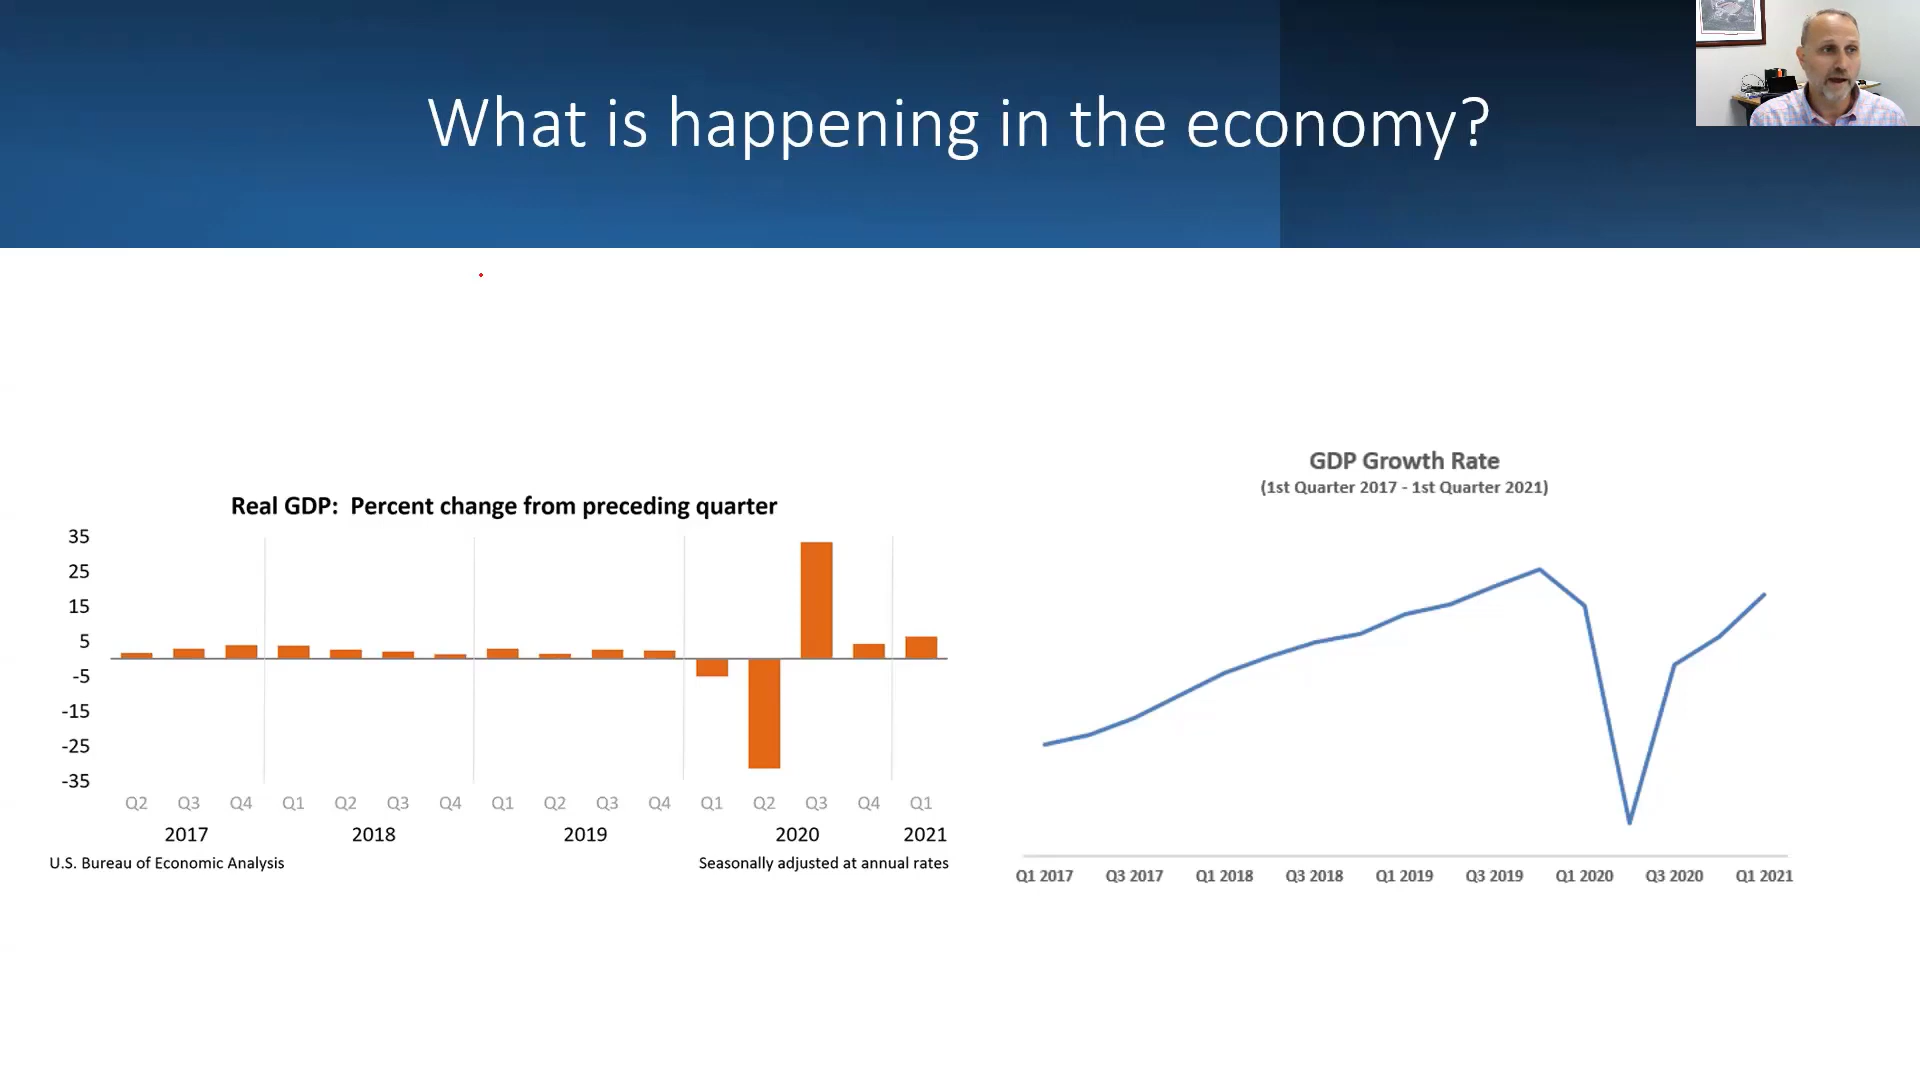 What is happening in the economy?
Real GDP:  Percent change from preceding quarter
35
25
15
5
-5
-15
-25
-35
Q2 Q3 Q4 Q1 Q2 Q3 Q4 Q1 Q2 Q3 Q4 Q1 Q2 Q3 Q4 Q1
2017 2018 2019 2020 2021
U.S. Bureau of Economic Analysis Seasonally adjusted at annual rates
GDP Growth Rate
(1st Quarter 2017 - 1st Quarter 2021)
Q1 2017 Q3 2017 Q1 2018 Q3 2018 Q1 2019 Q3 2019 Q1 2020 Q3 2020 Q1 2021